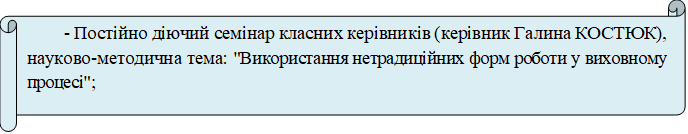 - Постійно діючий семінар класних керівників (керівник Галина КОСТЮК),
науково-методична тема: "Використання нетрадиційних форм роботи у виховному
процесі";